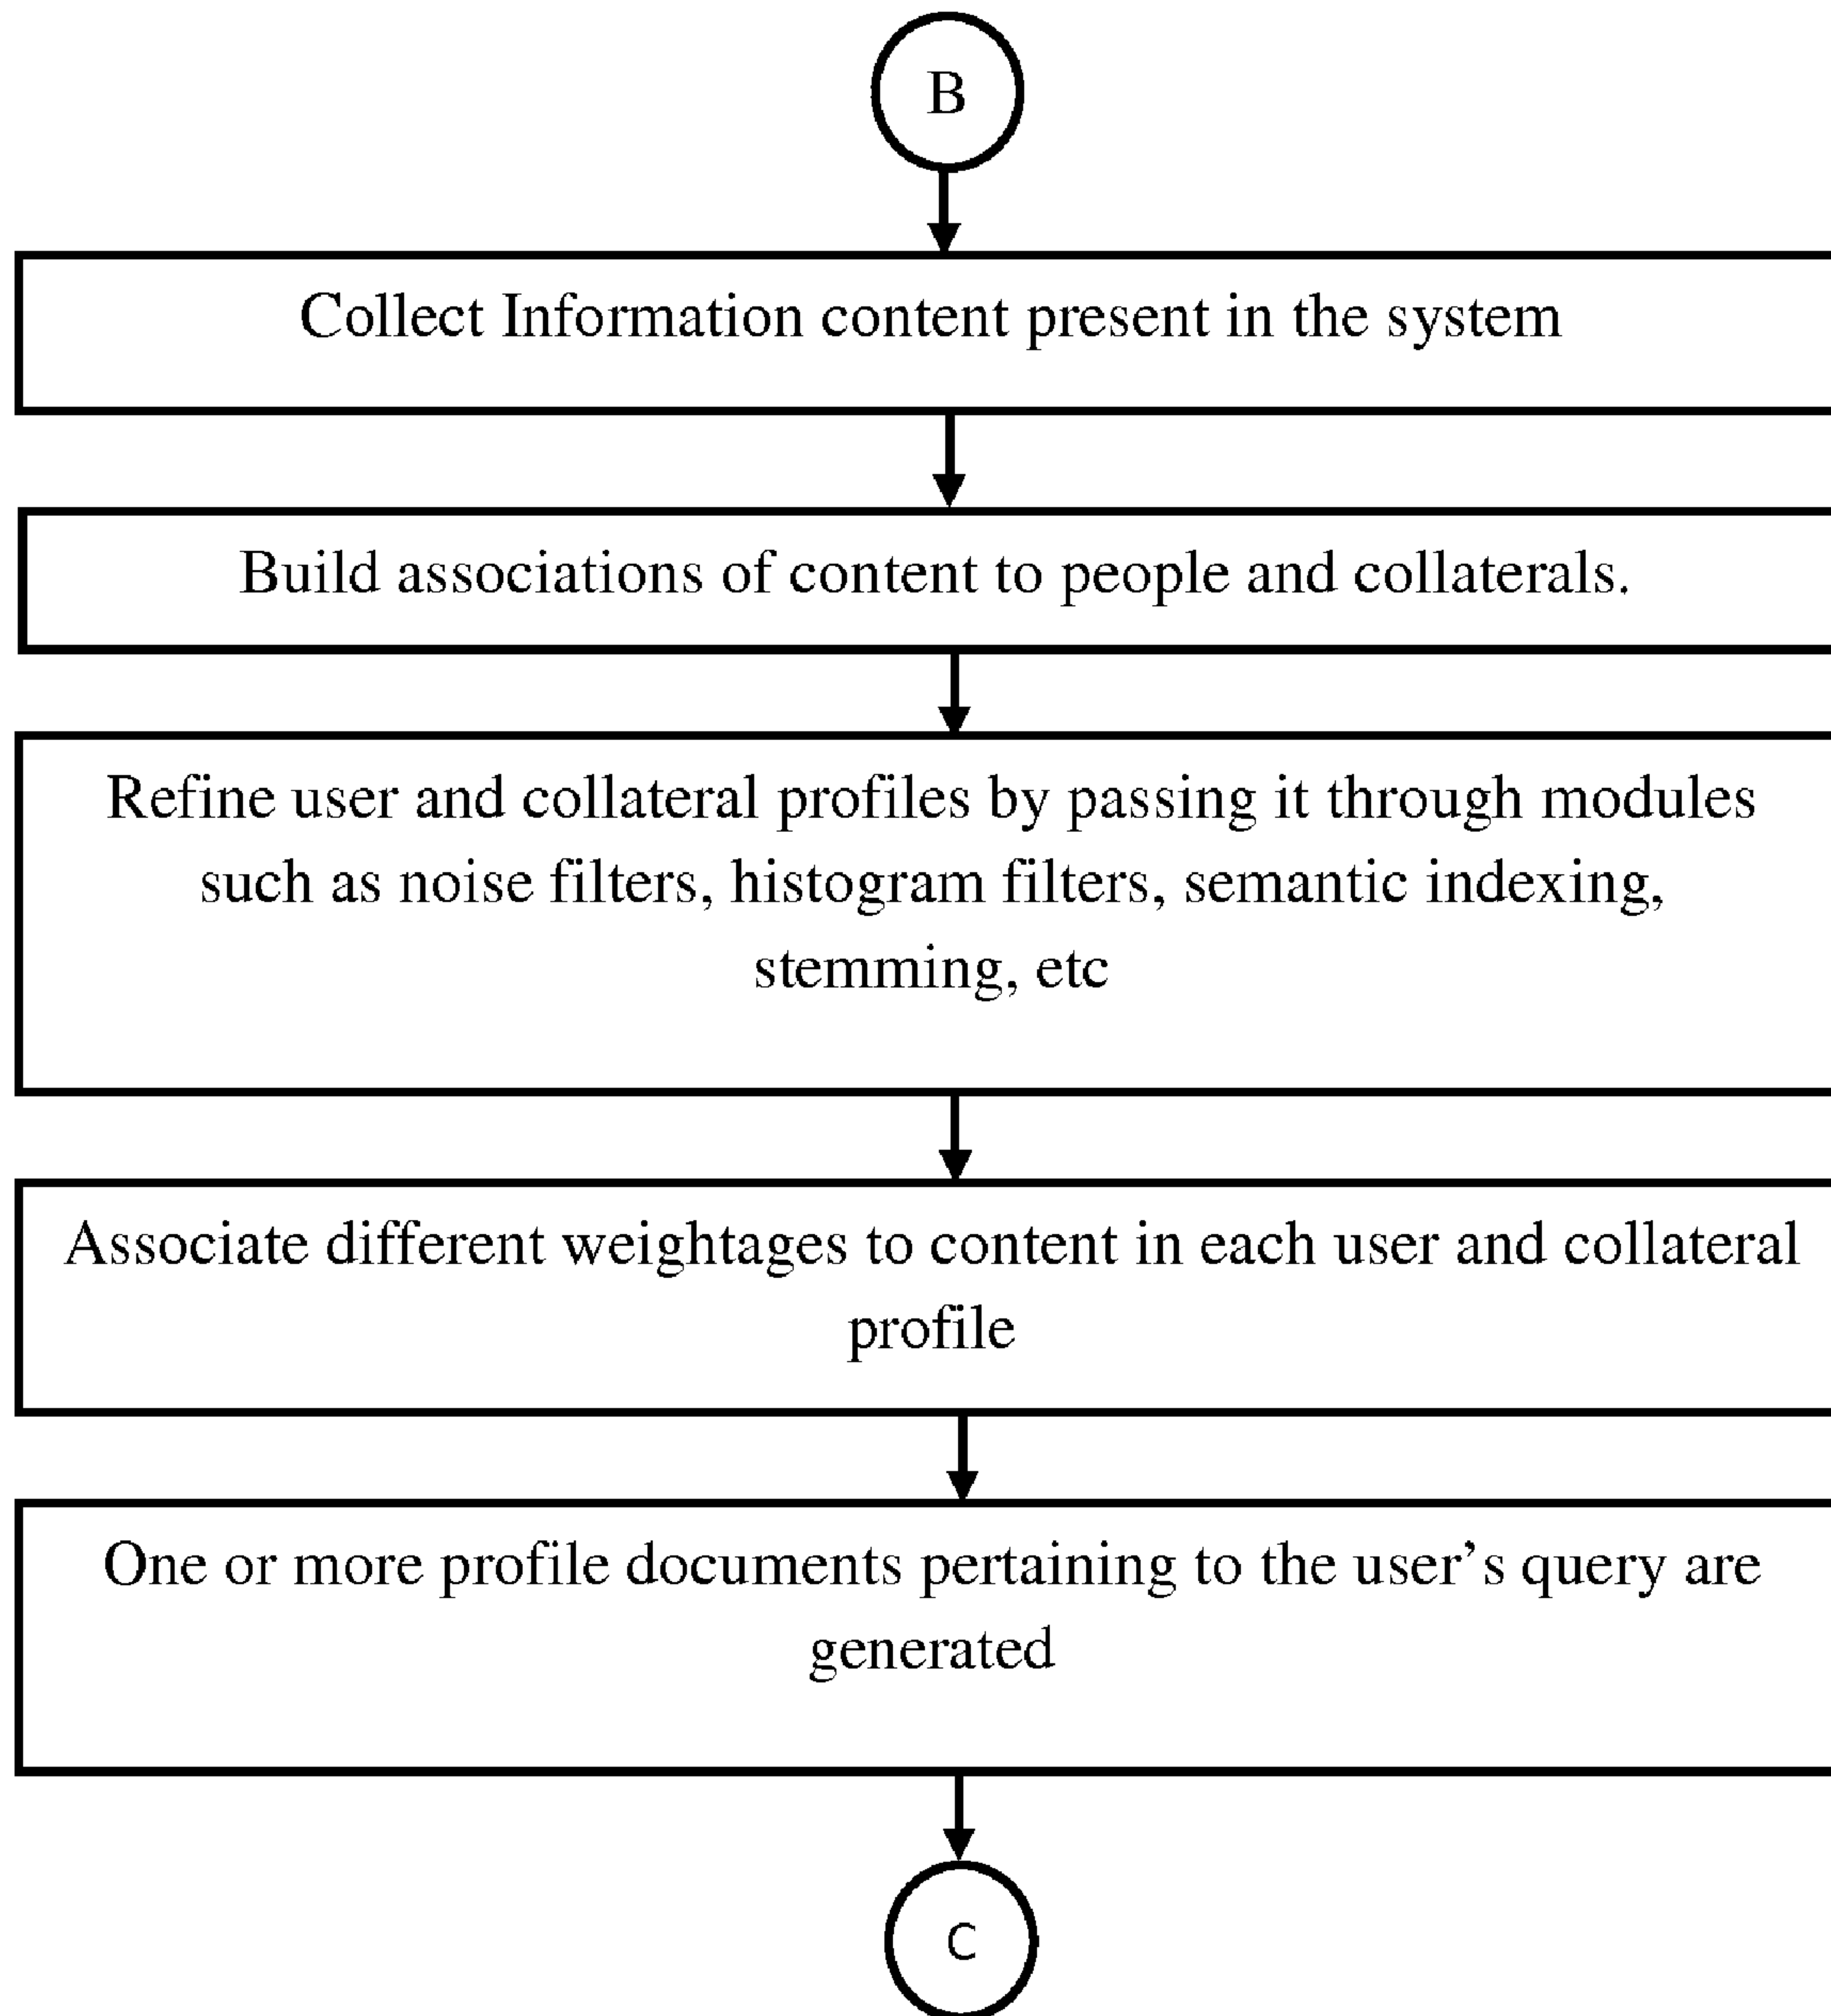 B
Collect Information content present in the system
Build associations of content to people and collaterals.
Refine user and collateral profiles by passing it through modules
such as noise filters, histogram filters, semantic indexing,
stemming, etc
Associate different weightages to content in each user and collateral
profile
One or more profile documents pertaining to the user’s query are
generated
C